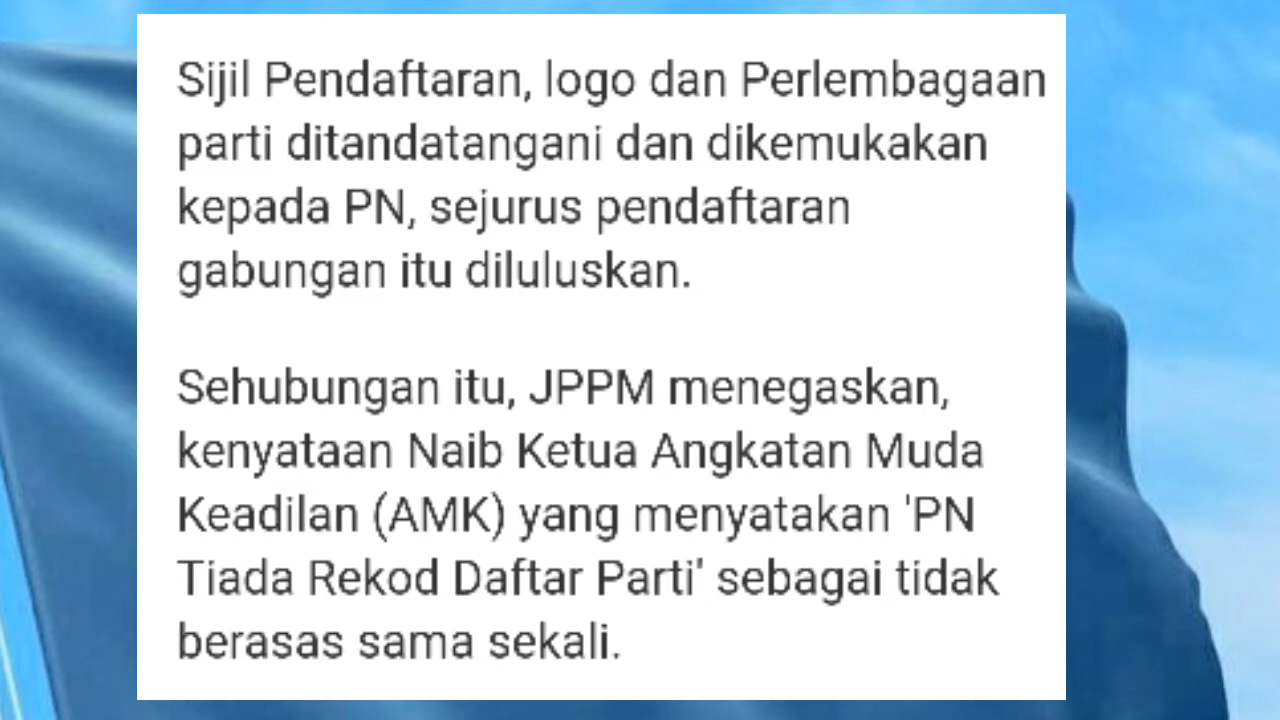 Sijil Pendaftaran, logo dan Perlembagaan
parti ditandatangani dan dikemukakan
kepada PN, sejurus pendaftaran
gabungan itu diluluskan.
Sehubungan itu, JPPM menegaskan,
kenyataan Naib Ketua Angkatan Muda
Keadilan (AMK) yang menyatakan 'PN
Tiada Rekod Daftar Parti' sebagai tidak
berasas sama sekali.